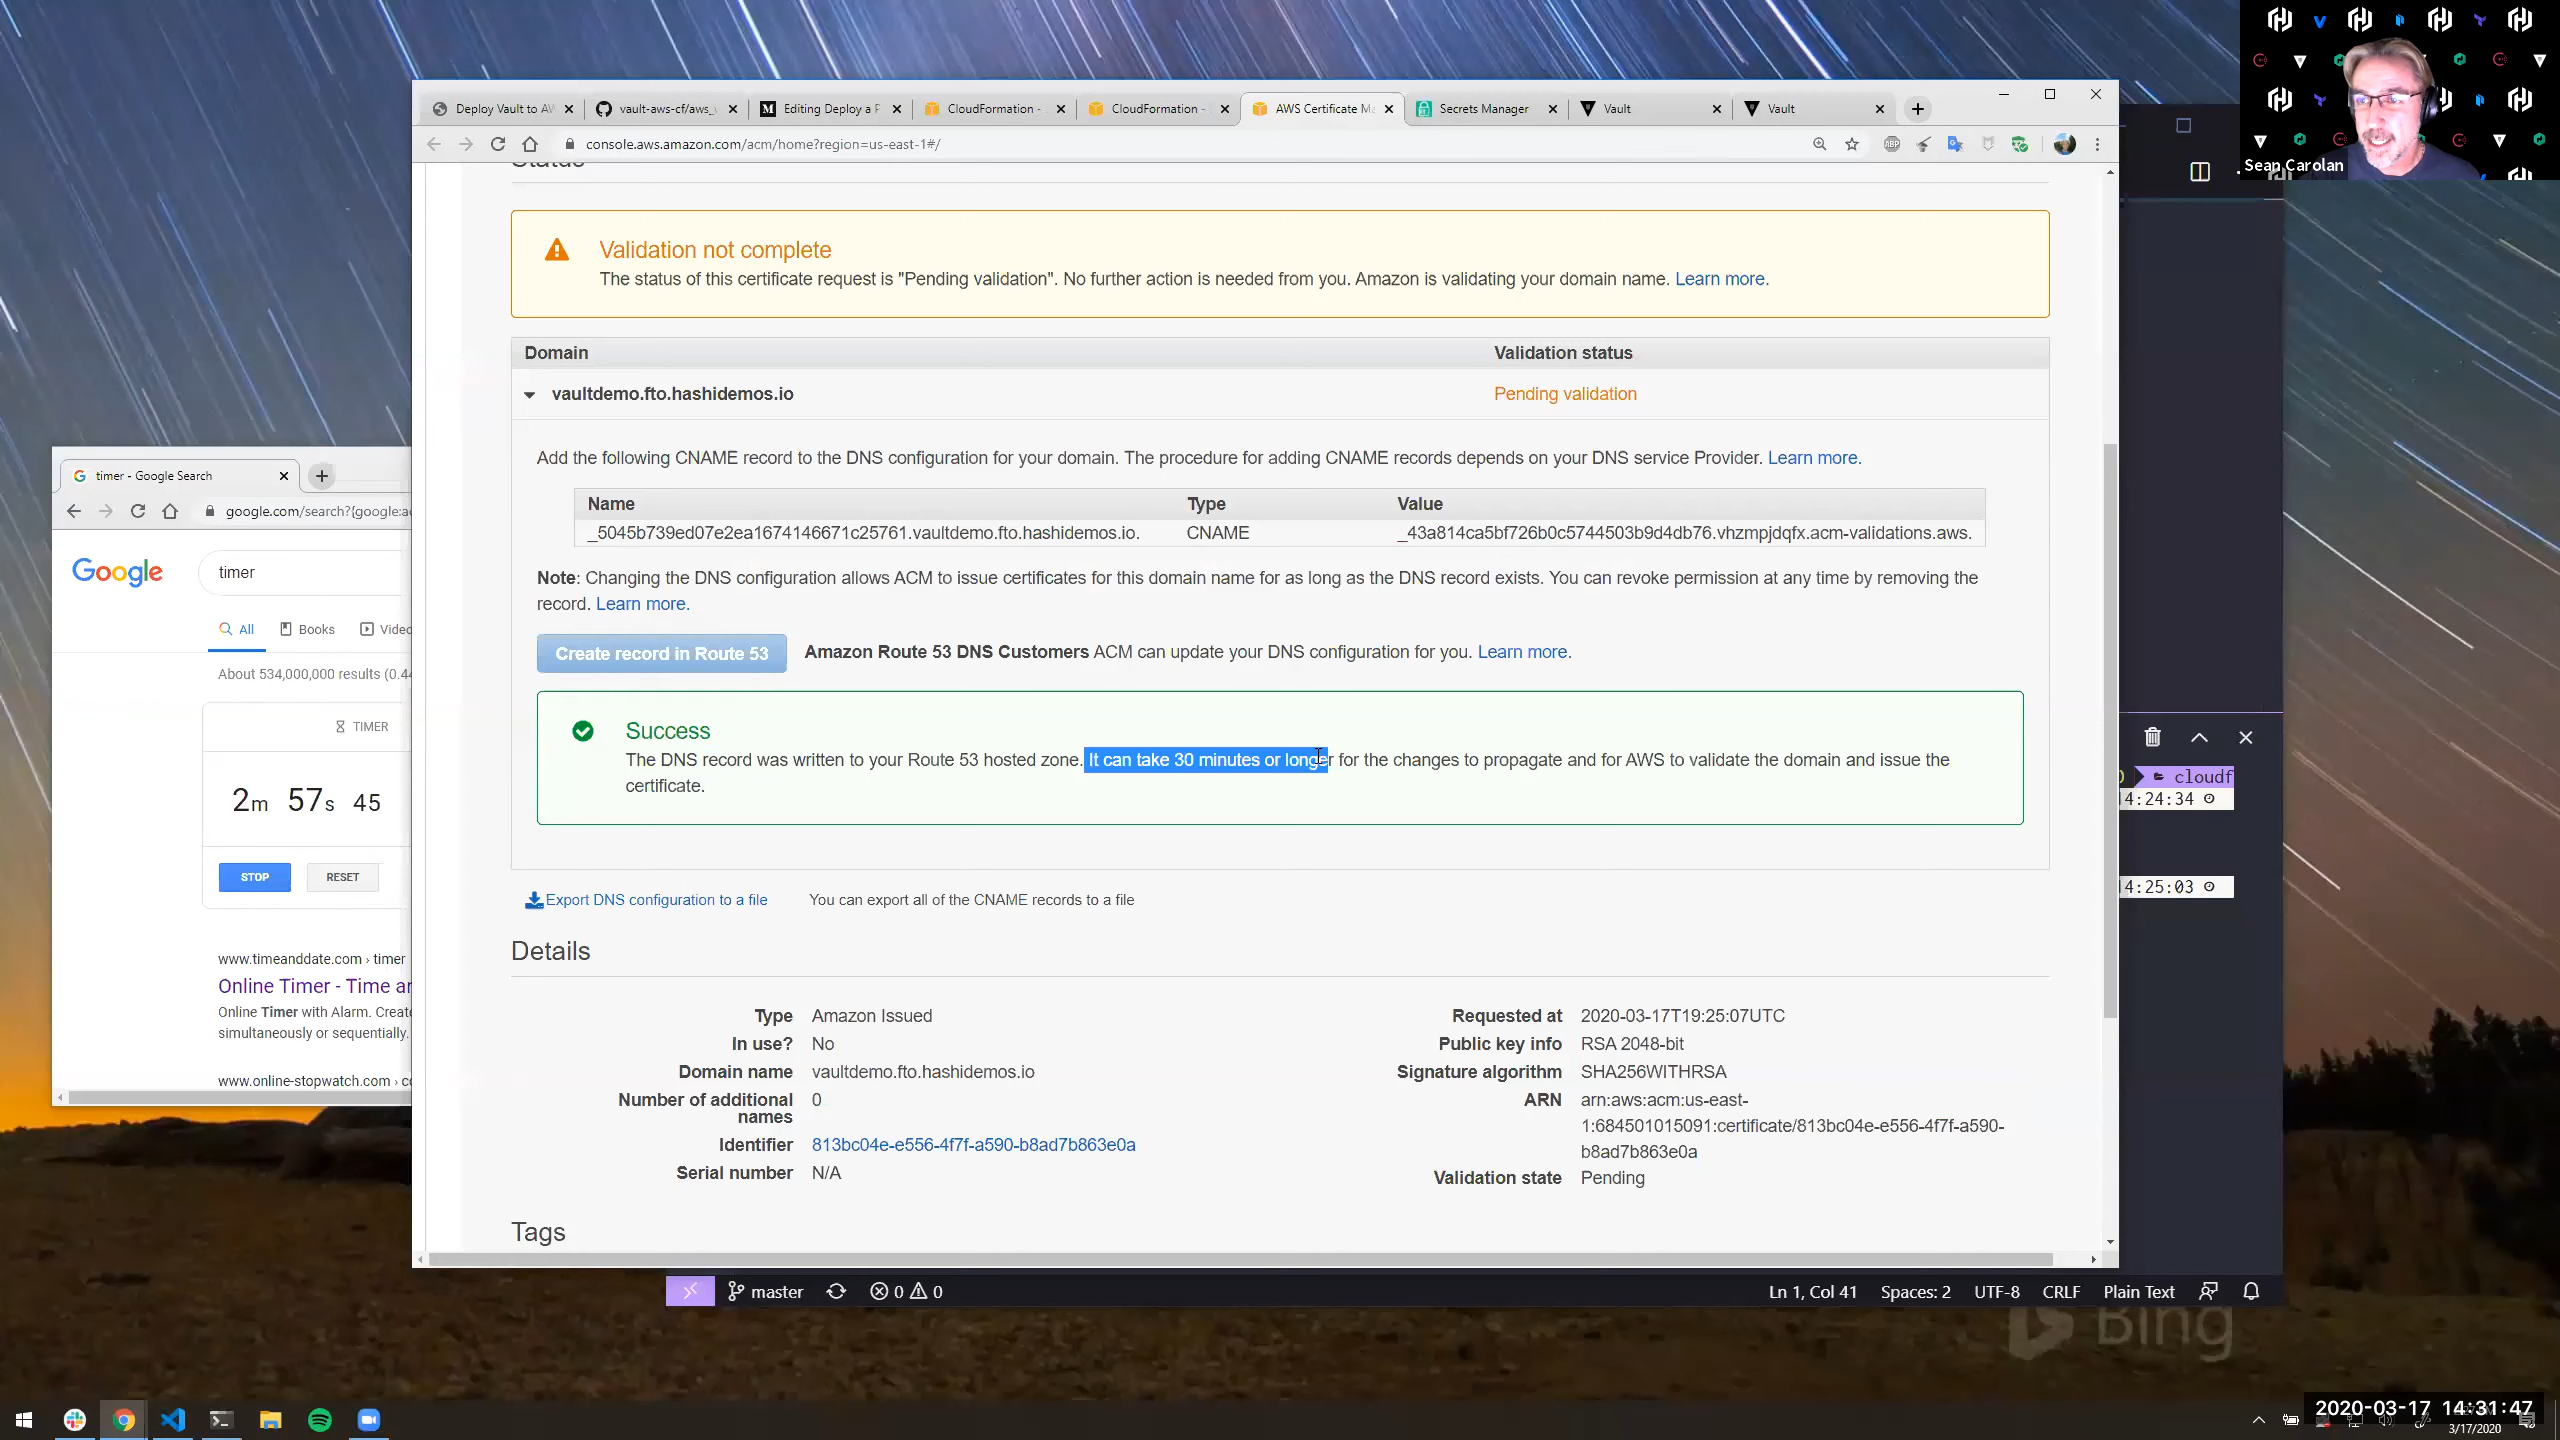 Sean Carolan
Deploy Vault to AW
vault-aws-cf/aws_
Editing Deploy a P
CloudFormation -
CloudFormation -
AWS Certificate Ma
Secrets Manager
Vault
Vault
console.aws.amazon.com/acm/home?region=us-east-1#/
Status
Validation not complete
The status of this certificate request is "Pending validation". No further action is needed from you. Amazon is validating your domain name. Learn more.
Domain
Validation status
vaultdemo.fto.hashidemos.io
Pending validation
Add the following CNAME record to the DNS configuration for your domain. The procedure for adding CNAME records depends on your DNS service Provider. Learn more.
Name
Type
Value
_5045b739ed07e2ea1674146671c25761.vaultdemo.fto.hashidemos.io.
CNAME
_43a814ca5bf726b0c5744503b9d4db76.vhzmpjdqfx.acm-validations.aws.
Note: Changing the DNS configuration allows ACM to issue certificates for this domain name for as long as the DNS record exists. You can revoke permission at any time by removing the
record. Learn more.
Create record in Route 53
Amazon Route 53 DNS Customers ACM can update your DNS configuration for you. Learn more.
Success
The DNS record was written to your Route 53 hosted zone. It can take 30 minutes or longer for the changes to propagate and for AWS to validate the domain and issue the
certificate.
Export DNS configuration to a file
You can export all of the CNAME records to a file
Details
Type
Amazon Issued
In use?
No
Domain name
vaultdemo.fto.hashidemos.io
Number of additional
names
0
Identifier
813bc04e-e556-4f7f-a590-b8ad7b863e0a
Serial number
N/A
Requested at
2020-03-17T19:25:07UTC
Public key info
RSA 2048-bit
Signature algorithm
SHA256WITHRSA
ARN
arn:aws:acm:us-east-
1:684501015091:certificate/813bc04e-e556-4f7f-a590-
b8ad7b863e0a
Validation state
Pending
Tags
timer - Google Search
google.com/search?{google:a
Google
timer
All
Books
Video
About 534,000,000 results (0.4
TIMER
2m 57s 45
STOP
RESET
www.timeanddate.com › timer
Online Timer - Time an
Online Timer with Alarm. Create
simultaneously or sequentially.
www.online-stopwatch.com › c
cloudf
4:24:34
4:25:03
master
0
0
Ln 1, Col 41
Spaces: 2
UTF-8
CRLF
Plain Text
Bing
2020-03-17 14:31:47
3/17/2020